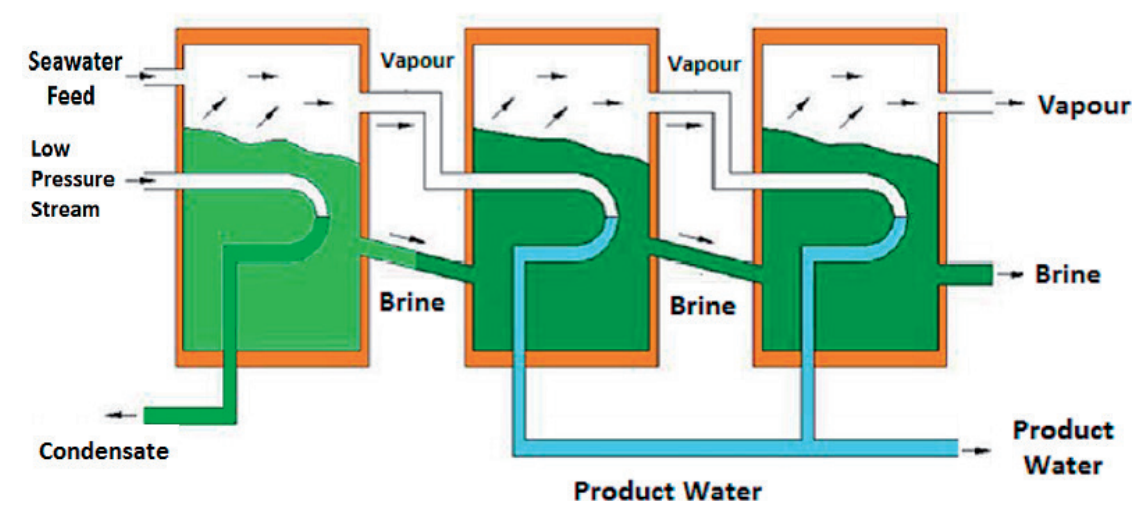 Seawater
Feed
Vapour
Vapour
Vapour
Low
Pressure
Stream
Brine
Brine
Brine
Condensate
Product
Water
Product Water